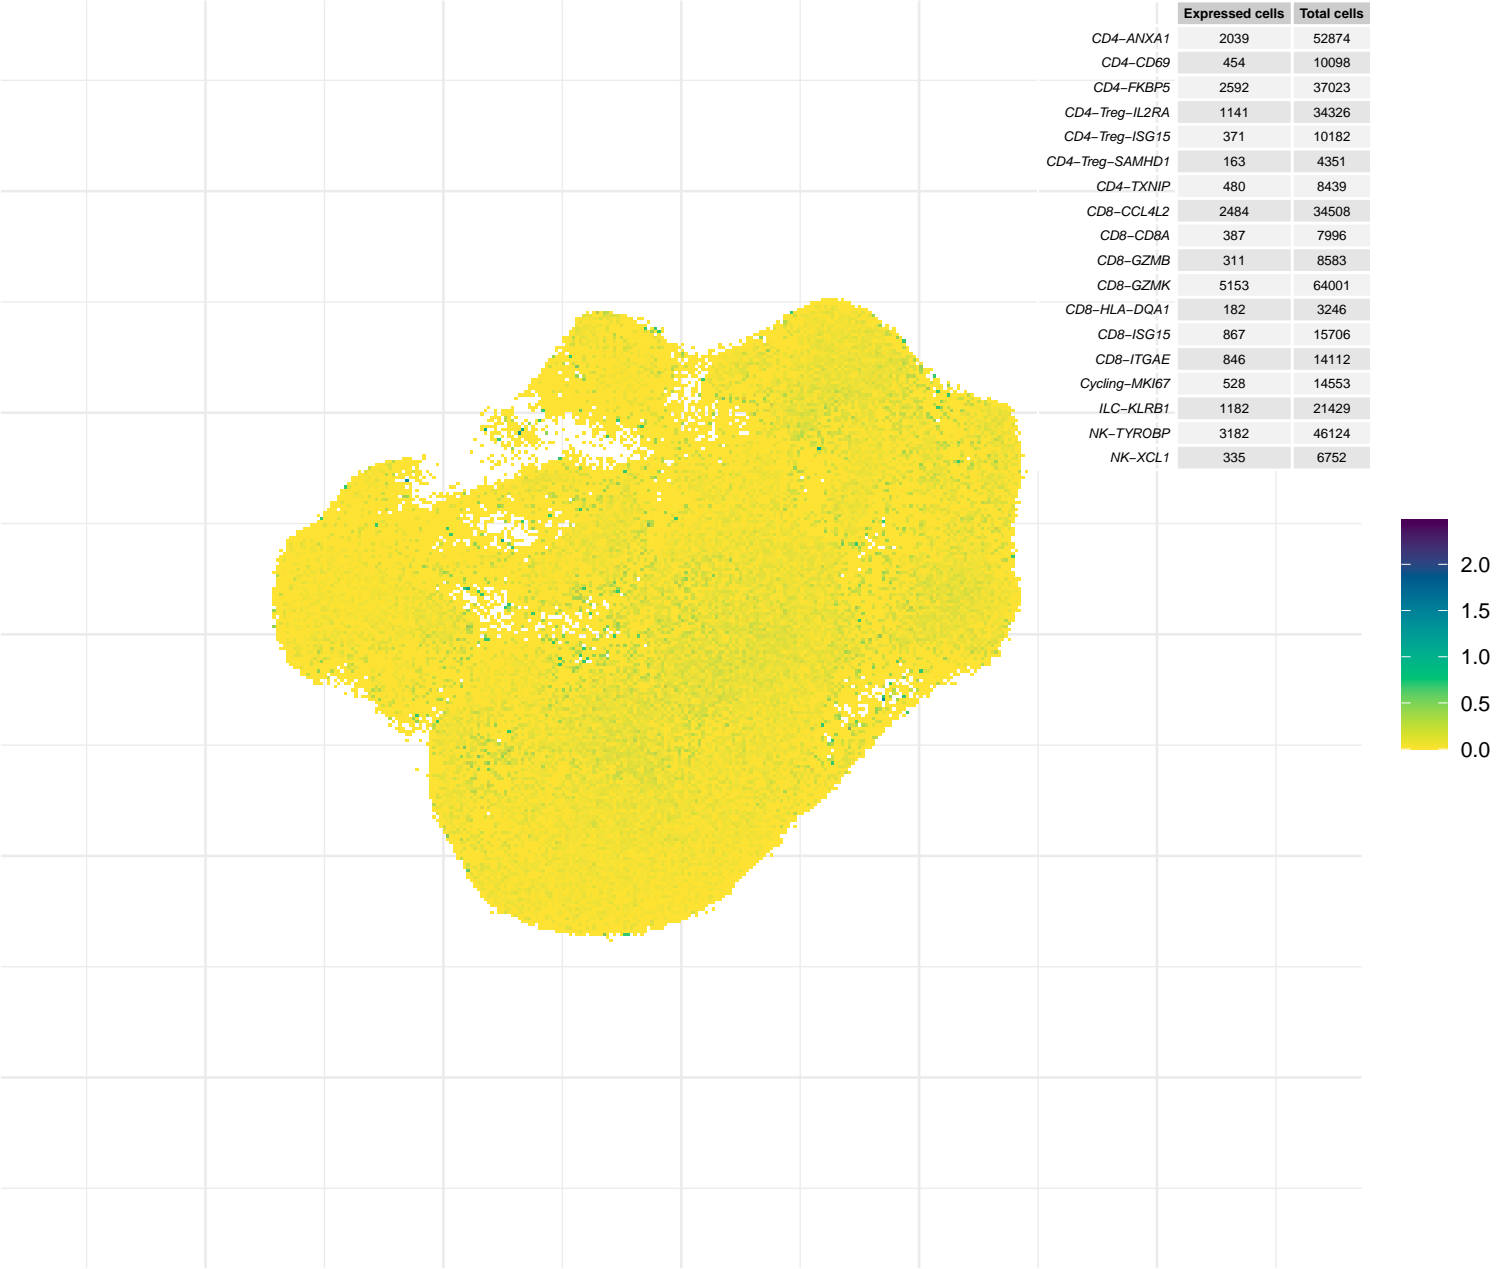 Expressed cells Total cells
CD4−ANXA1 2039 52874
CD4−CD69 454 10098
CD4−FKBP5 2592 37023
CD4−Treg−IL2RA 1141 34326
CD4−Treg−ISG15 371 10182
CD4−Treg−SAMHD1 163 4351
CD4−TXNIP 480 8439
CD8−CCL4L2 2484 34508
CD8−CD8A 387 7996
CD8−GZMB 311 8583
CD8−GZMK 5153 64001
CD8−HLA−DQA1 182 3246
CD8−ISG15 867 15706
CD8−ITGAE 846 14112
Cycling−MKI67 528 14553
ILC−KLRB1 1182 21429
NK−TYROBP 3182 46124
NK−XCL1 335 6752
2.0
1.5
1.0
0.5
0.0